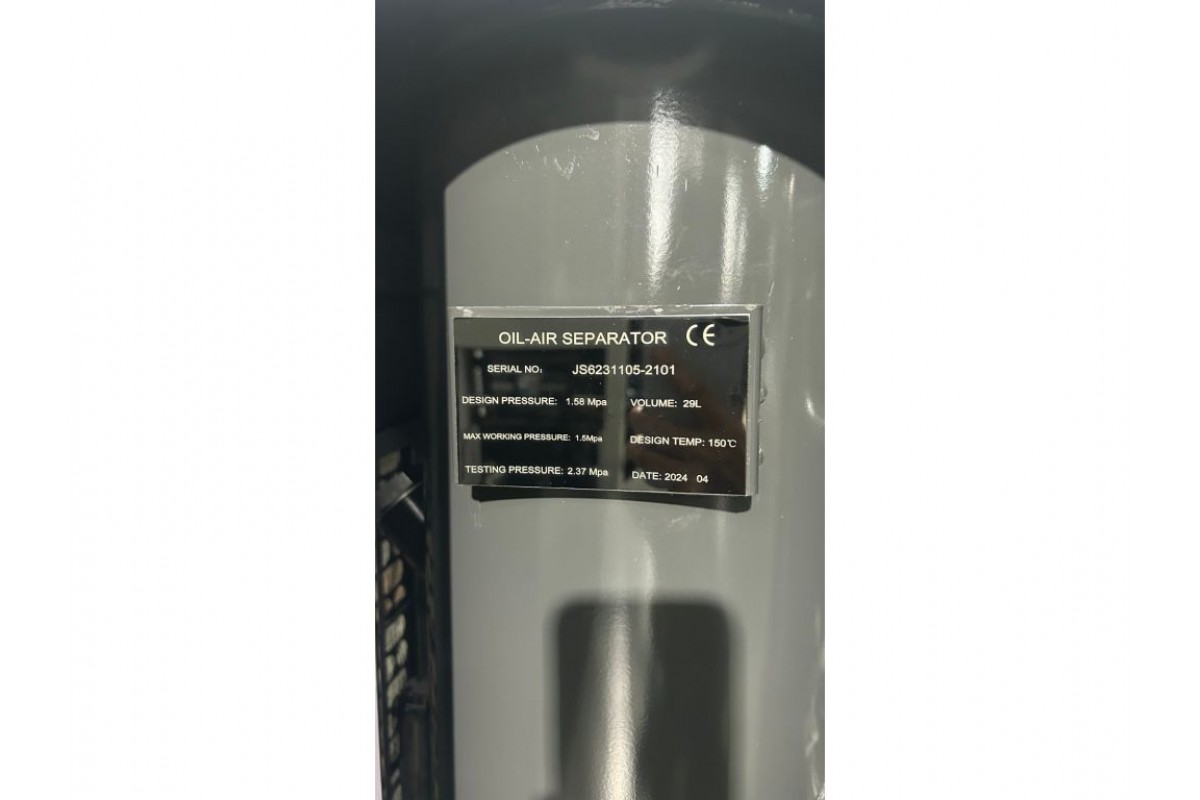 OIL-AIR SEPARATOR CE
SERIAL NO: JS6231105-2101
DESIGN PRESSURE: 1.58 Mpa VOLUME: 29L
MAX WORKING PRESSURE: 1.5Mpa DESIGN TEMP: 150℃
TESTING PRESSURE: 2.37 Mpa DATE: 2024 04